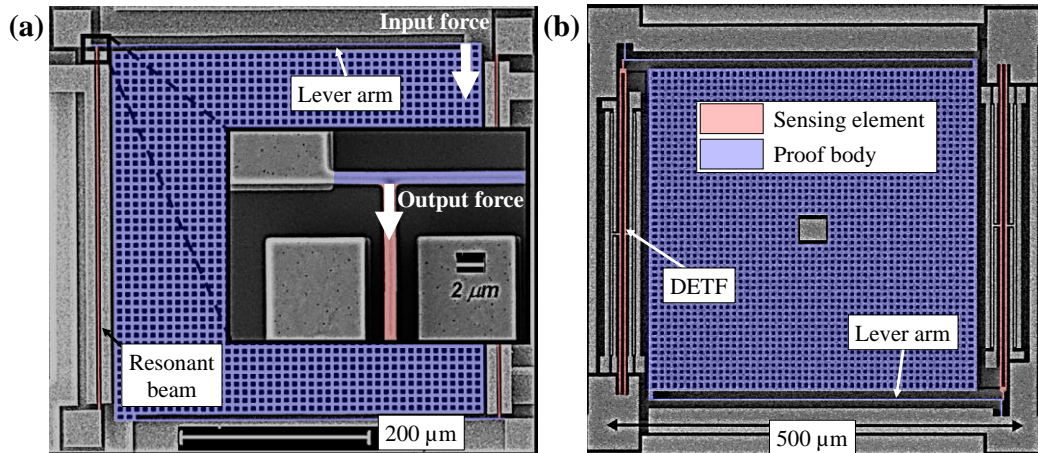 (a)
Input force
Lever arm
Output force
2 μm
Resonant
beam
200 μm
(b)
Sensing element
Proof body
DETF
Lever arm
500 μm